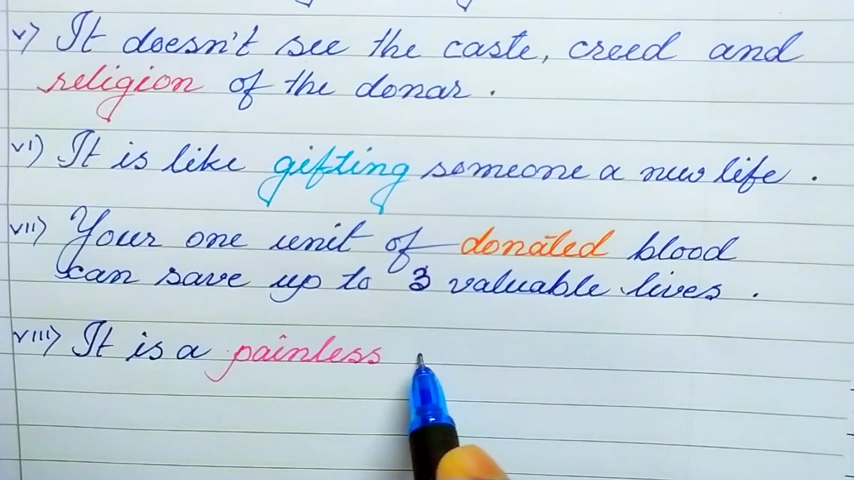 v) It doesn't see the caste, creed and
religion of the donar.
vi) It is like gifting someone a new life.
vii) Your one unit of donated blood
can save up to 3 valuable lives.
viii) It is a painless